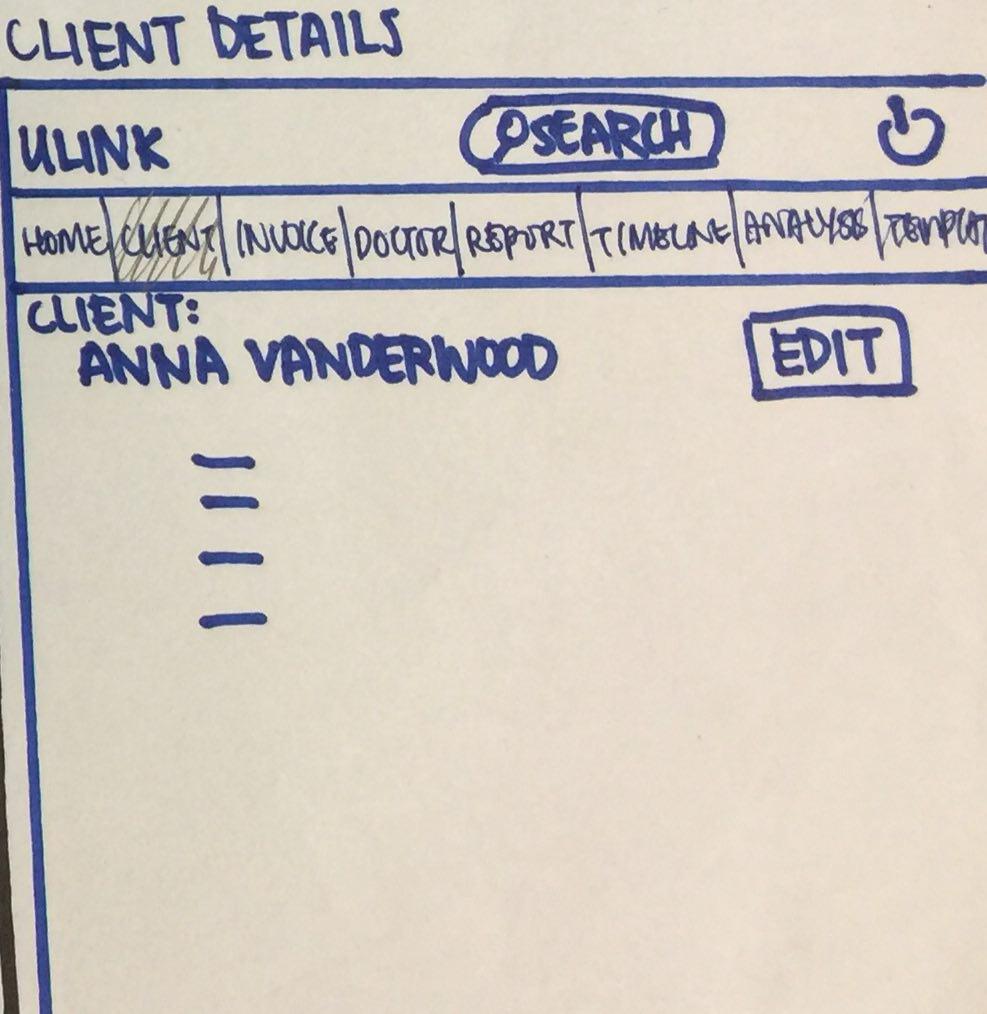 CLIENT DETAILS
ULINK SEARCH
HOME CLIENT INVOICE DOCTOR REPORT TIMELINE ANALYSIS
CLIENT:
ANNA VANDERWOOD EDIT